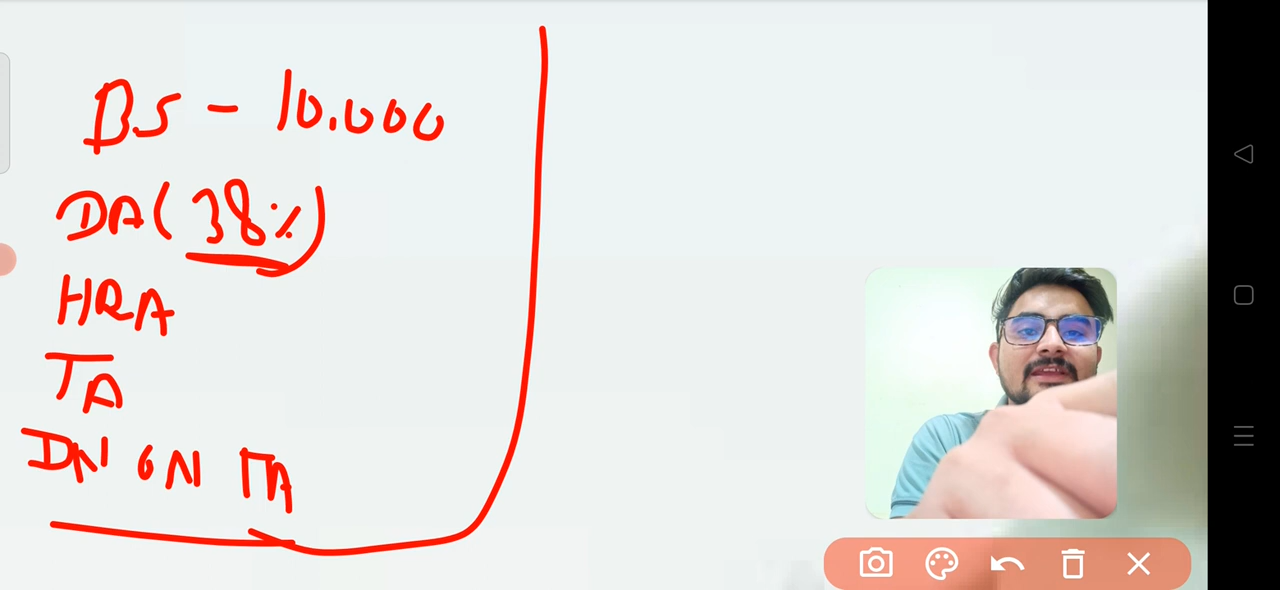 BS - 10.000
DA (38%)
HRA
TA
DA ON TA